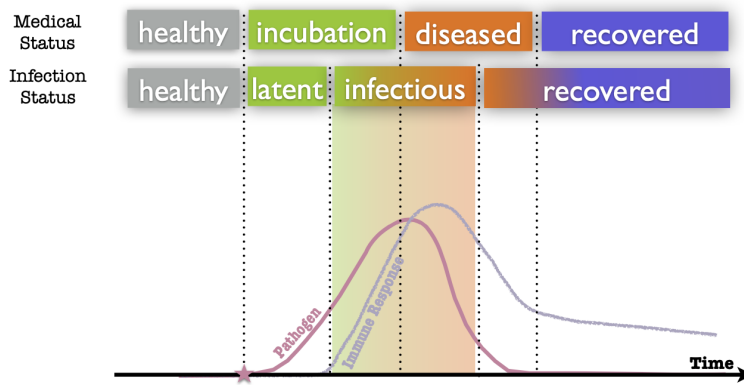 Medical
Status
healthy
incubation
diseased
recovered
Infection
Status
healthy
latent
infectious
recovered
Pathogen
Immune Response
Time